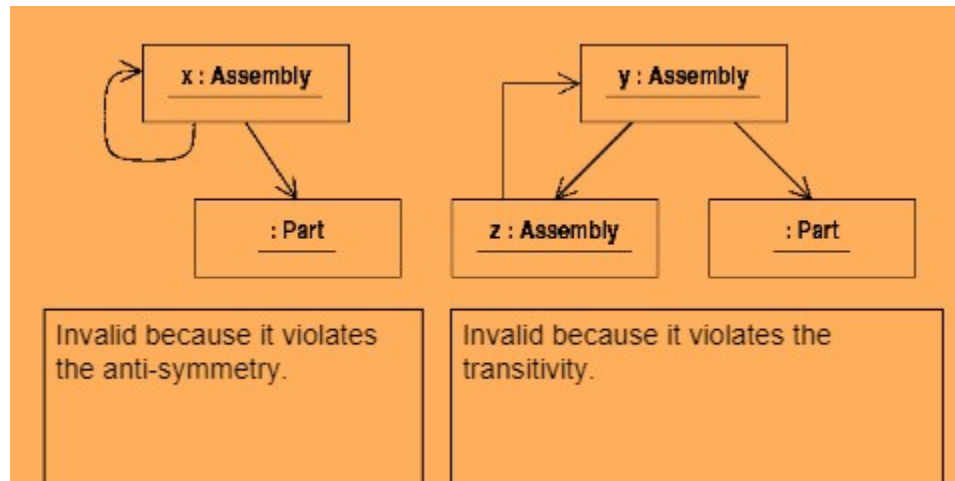 x : Assembly
y : Assembly
: Part
z : Assembly
: Part
Invalid because it violates
the anti-symmetry.
Invalid because it violates the
transitivity.